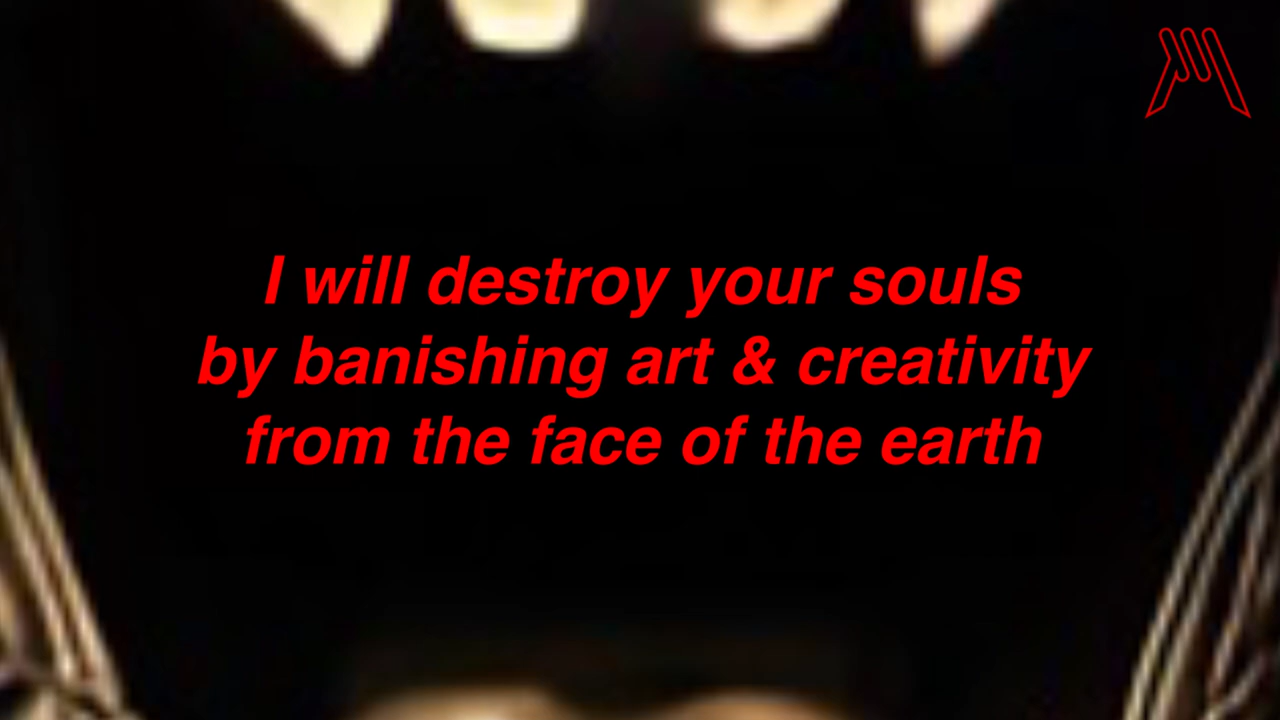 I will destroy your souls
by banishing art & creativity
from the face of the earth